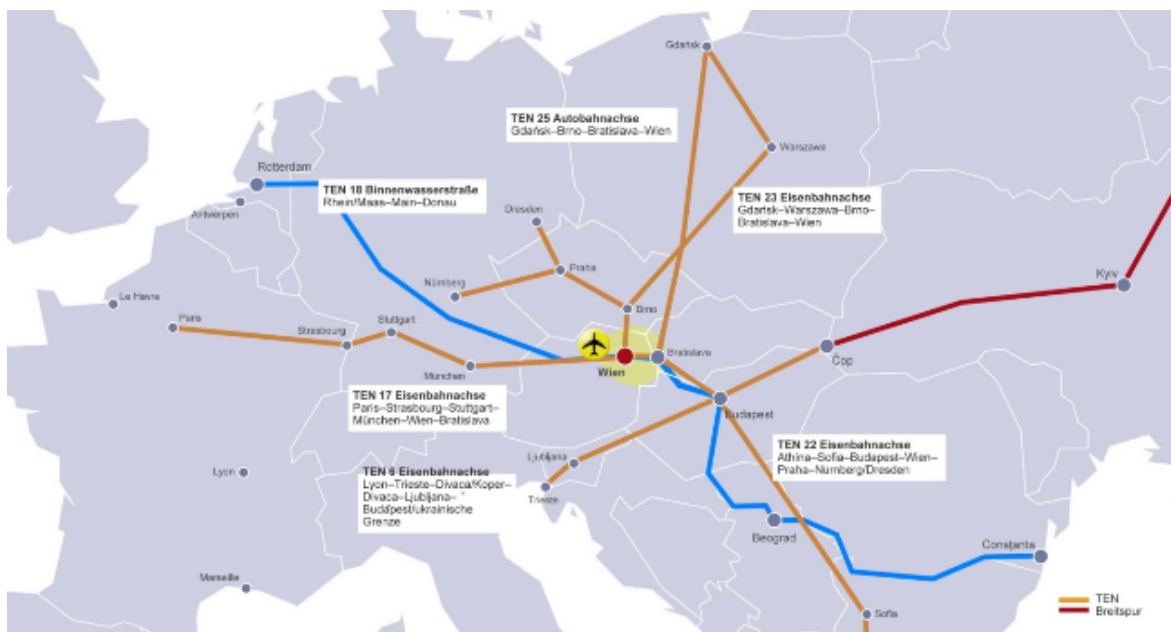 Gdańsk
TEN 25 Autobahnachse
Gdańsk–Brno–Bratislava–Wien
Warszawa
Rotterdam
TEN 18 Binnenwasserstraße
Rhein/Maas–Main–Donau
Antwerpen
TEN 23 Eisenbahnachse
Gdańsk–Warszawa–Brno–
Bratislava–Wien
Dresden
Praha
Nürnberg
Kyiv
Le Havre
Paris
Strasbourg
Stuttgart
Brno
München
Wien
Bratislava
Čop
TEN 17 Eisenbahnachse
Paris–Strasbourg–Stuttgart–
München–Wien–Bratislava
Budapest
TEN 22 Eisenbahnachse
Athina–Sofia–Budapest–Wien–
Praha–Nurnberg/Dresden
Lyon
Ljubljana
TEN 6 Eisenbahnachse
Lyon–Trieste–Divaca/Koper–
Divaca–Ljubljana–
Budapest/ukrainische
Grenze
Trieste
Beograd
Constanta
Marseille
Sofia
TEN
Breitspur